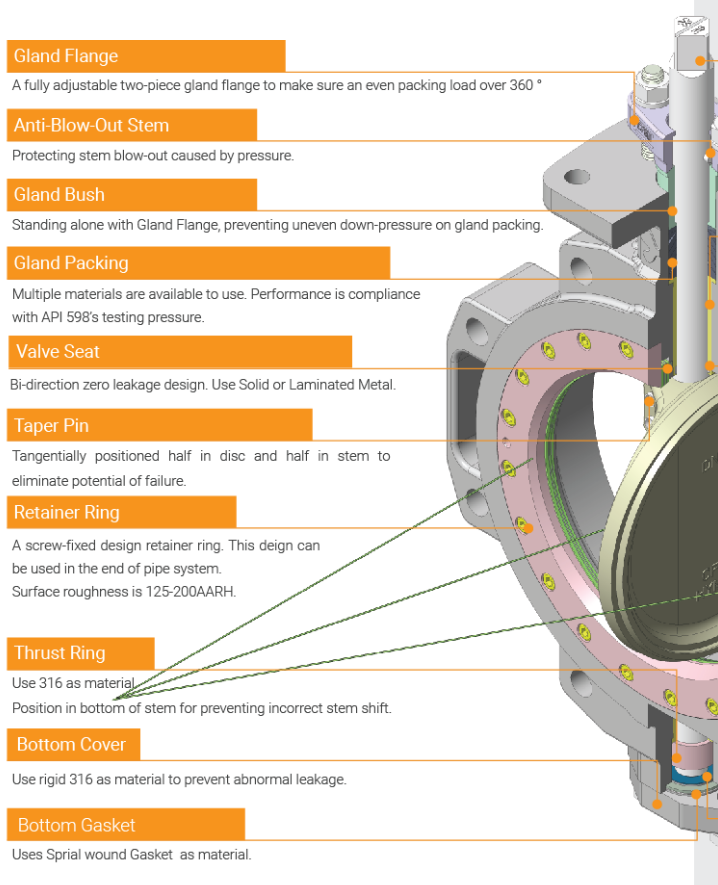 Gland Flange
A fully adjustable two-piece gland flange to make sure an even packing load over 360 °
Anti-Blow-Out Stem
Protecting stem blow-out caused by pressure.
Gland Bush
Standing alone with Gland Flange, preventing uneven down-pressure on gland packing.
Gland Packing
Multiple materials are available to use. Performance is compliance
with API 598's testing pressure.
Valve Seat
Bi-direction zero leakage design. Use Solid or Laminated Metal.
Taper Pin
Tangentially positioned half in disc and half in stem to
eliminate potential of failure.
Retainer Ring
A screw-fixed design retainer ring. This deign can
be used in the end of pipe system.
Surface roughness is 125-200AARH.
Thrust Ring
Use 316 as material.
Position in bottom of stem for preventing incorrect stem shift.
Bottom Cover
Use rigid 316 as material to prevent abnormal leakage.
Bottom Gasket
Uses Sprial wound Gasket as material.